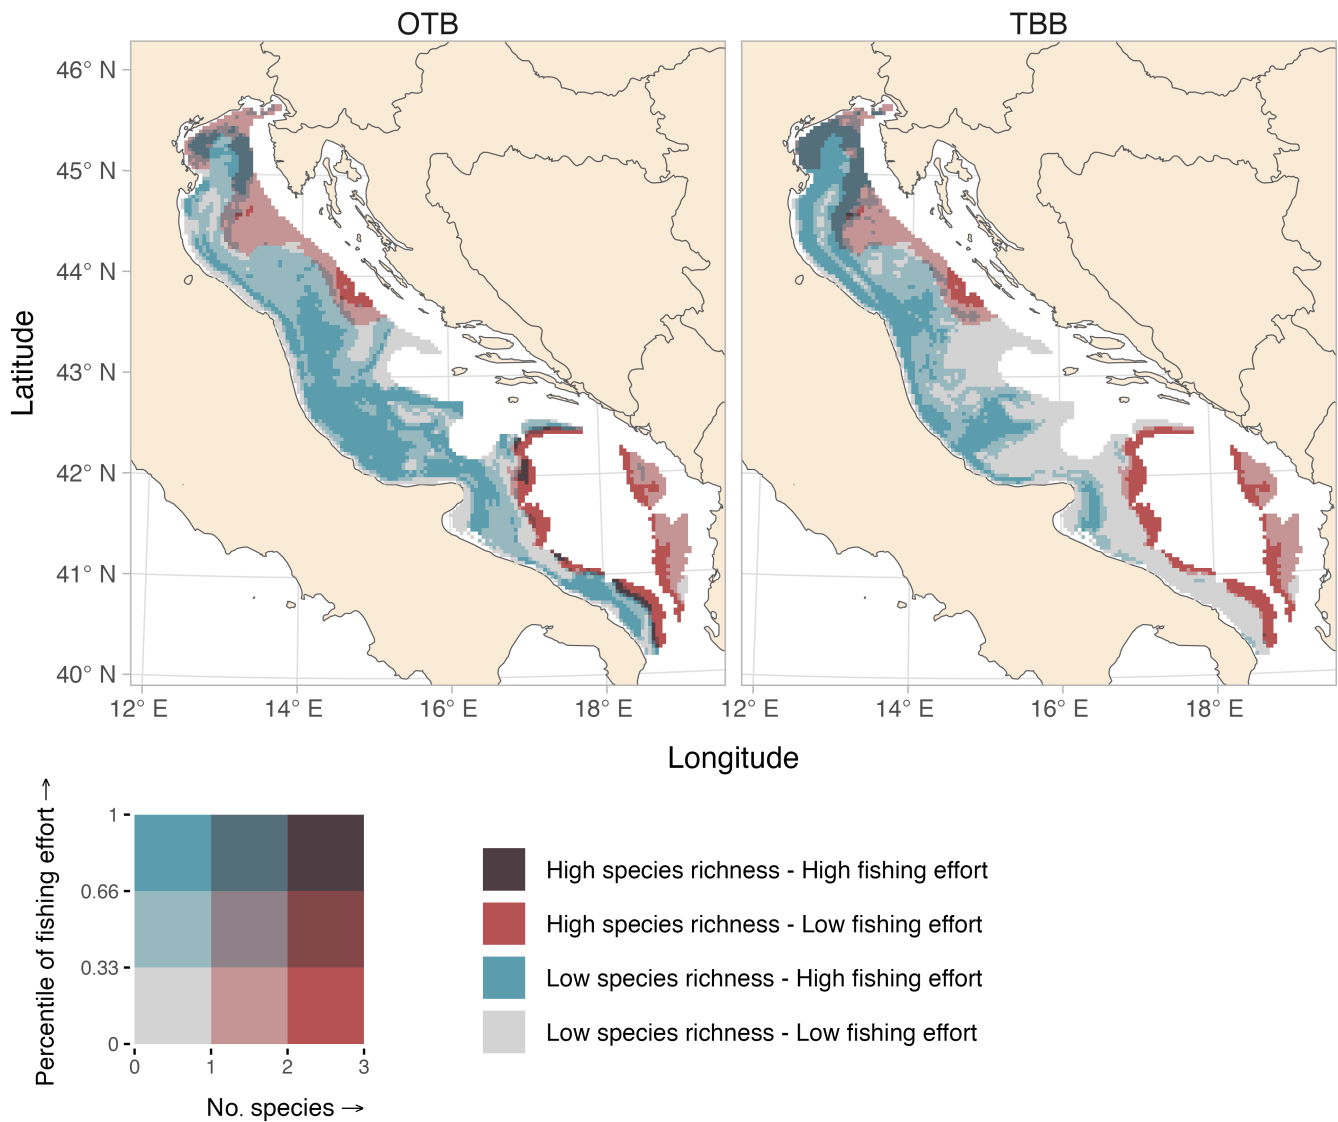 OTB TBB
46° N
45° N
44° N
43° N
42° N
41° N
40° N
Latitude
12° E 14° E 16° E 18° E 12° E 14° E 16° E 18° E
Longitude
Percentile of fishing effort →
1
0.66
0.33
0
0 1 2 3
No. species →
High species richness - High fishing effort
High species richness - Low fishing effort
Low species richness - High fishing effort
Low species richness - Low fishing effort